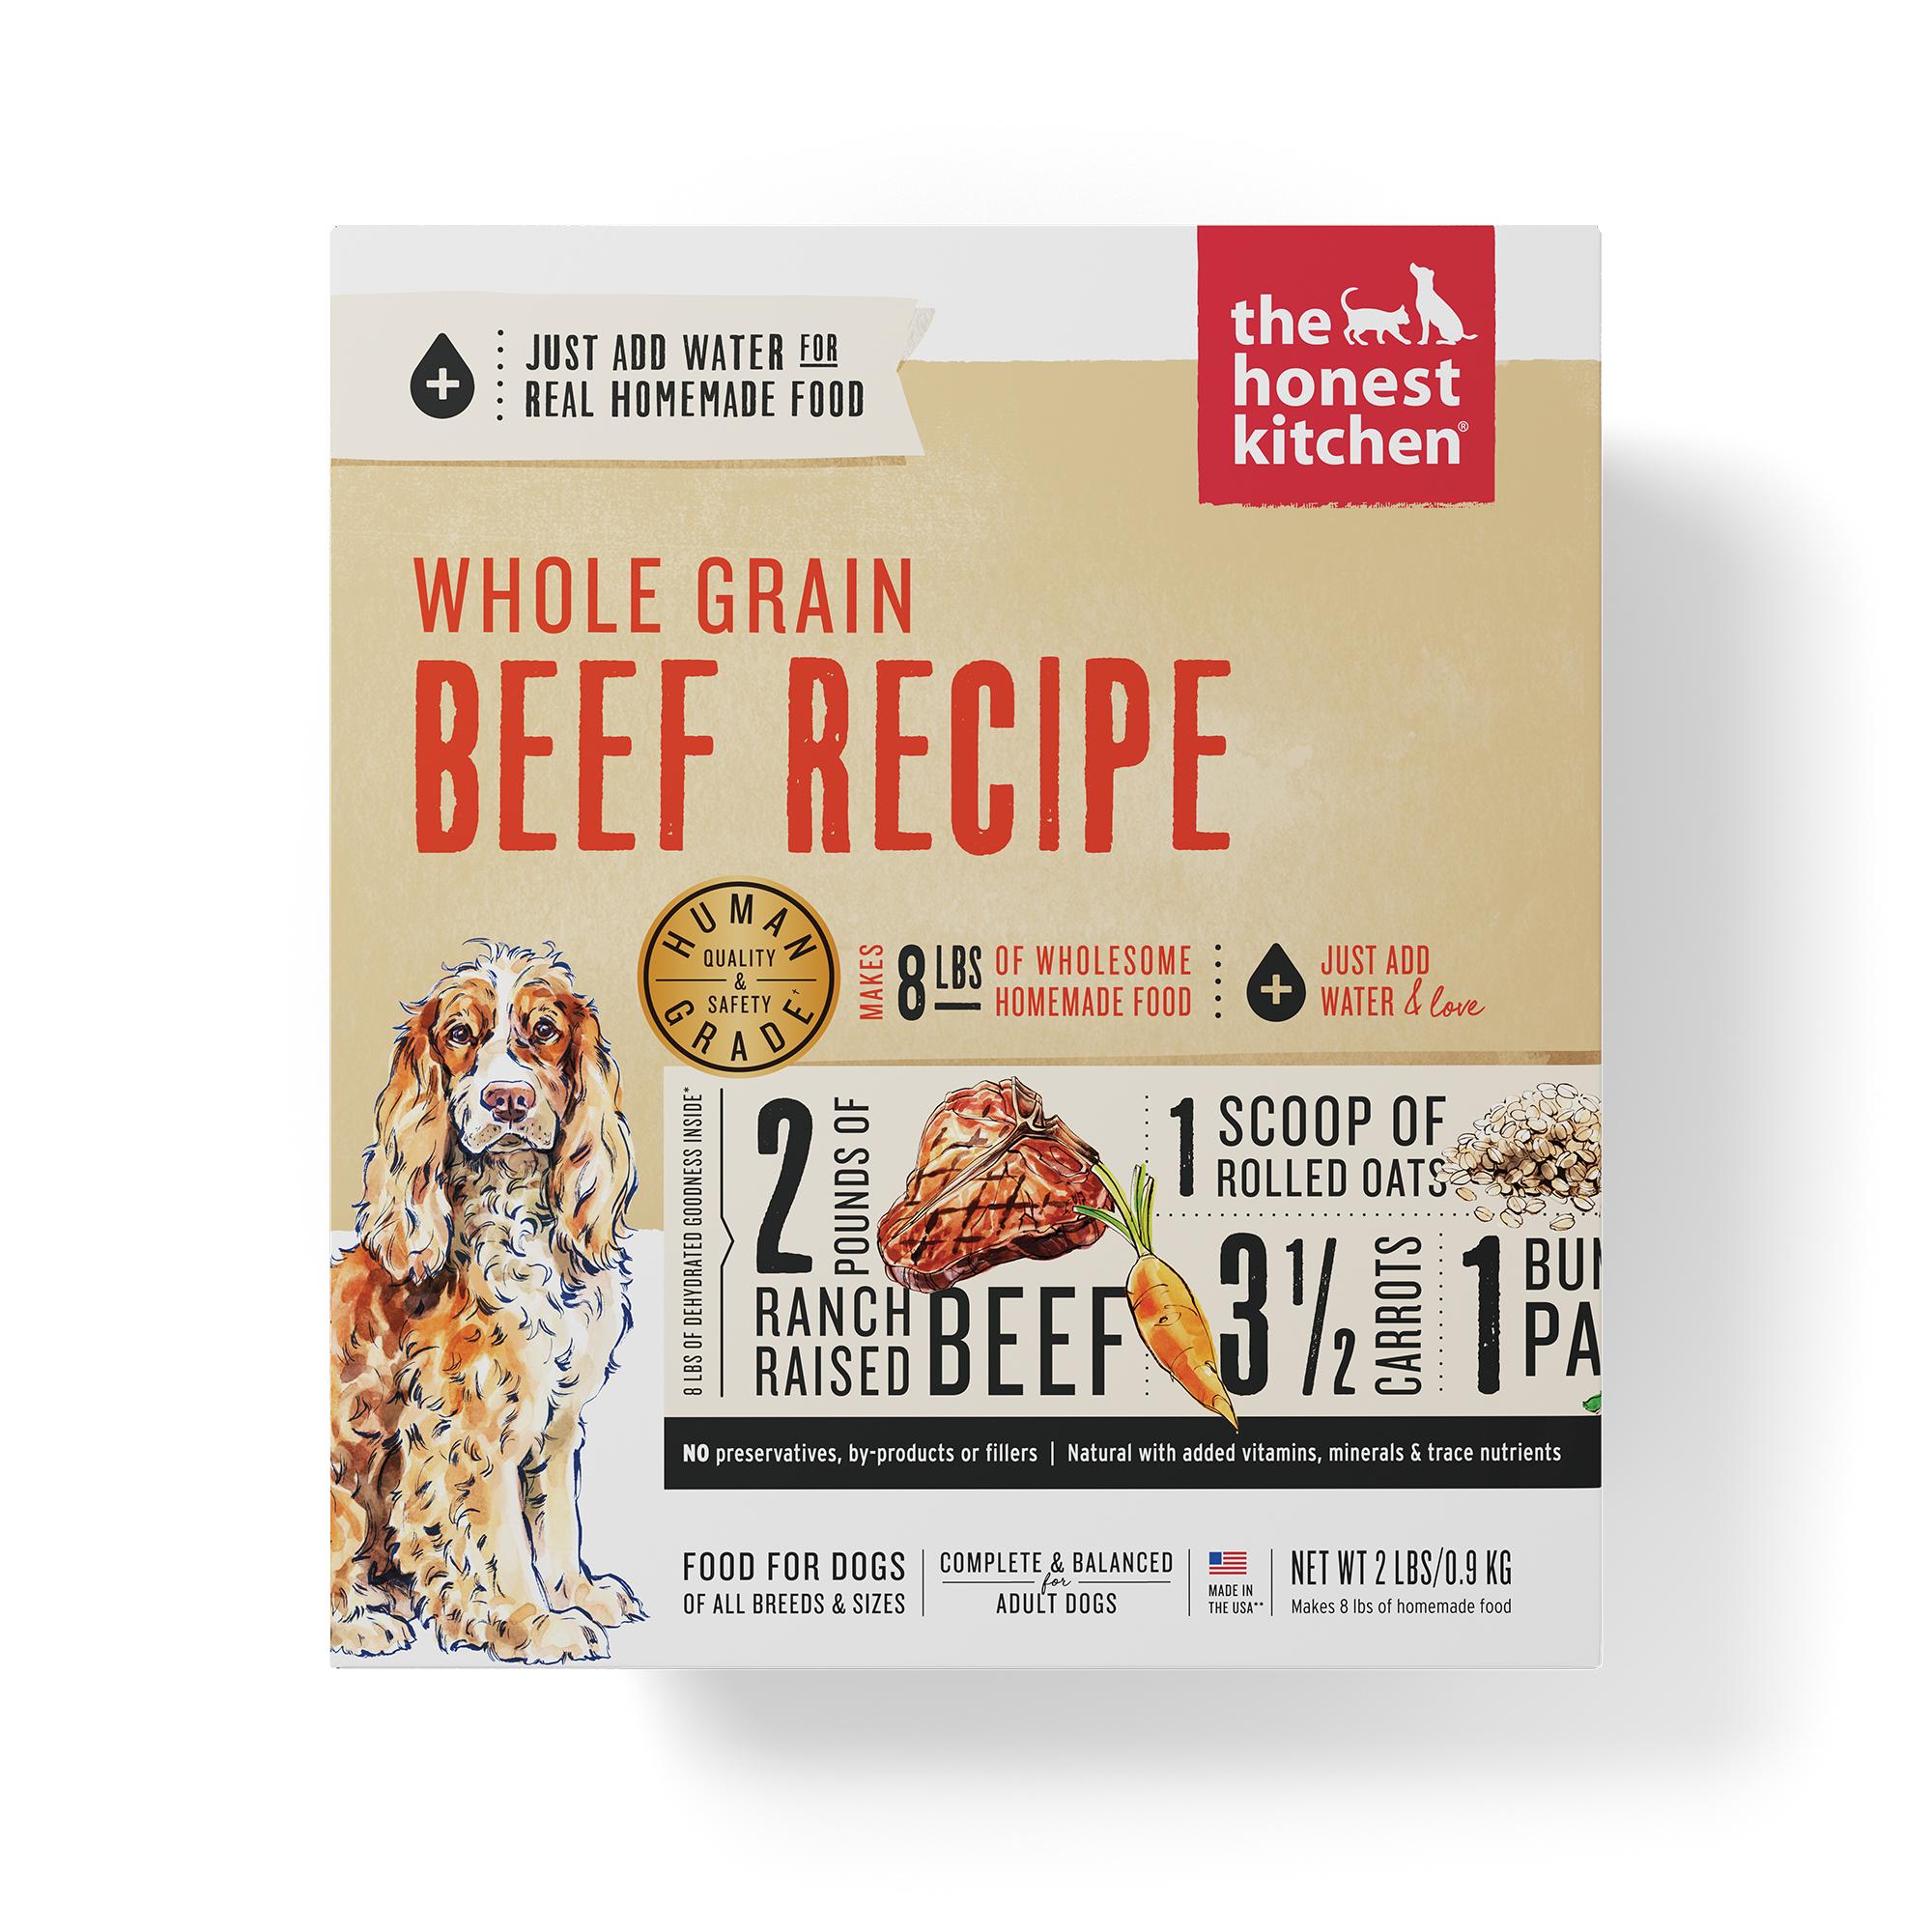 JUST ADD WATER FOR
REAL HOMEMADE FOOD
the
honest
kitchen®
WHOLE GRAIN
BEEF RECIPE
HUMAN
QUALITY
&
SAFETY
GRADE+
MAKES
8 LBS
OF WHOLESOME
HOMEMADE FOOD
JUST ADD
WATER & love
8 LBS OF DEHYDRATED GOODNESS INSIDE*
2 POUNDS OF
RANCH
RAISED
BEEF
1 SCOOP OF
ROLLED OATS
3 1/2 CARROTS
1
NO preservatives, by-products or fillers | Natural with added vitamins, minerals & trace nutrients
FOOD FOR DOGS
OF ALL BREEDS & SIZES
COMPLETE & BALANCED
for
ADULT DOGS
MADE IN
THE USA**
NET WT 2 LBS/0.9 KG
Makes 8 lbs of homemade food